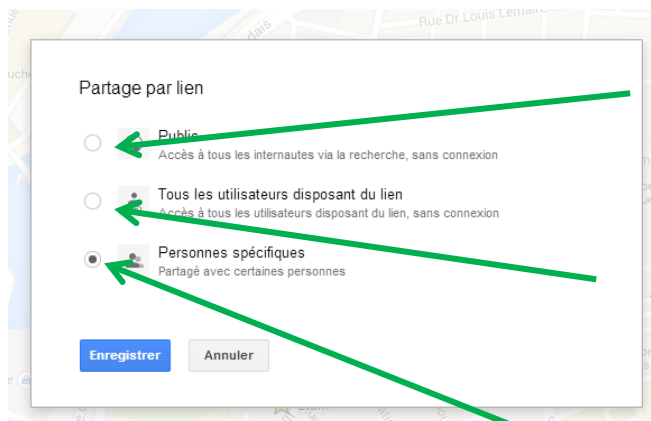 Rue Dr Louis Lemaire
Partage par lien
Public
Accès à tous les internautes via la recherche, sans connexion
Tous les utilisateurs disposant du lien
Accès à tous les utilisateurs disposant du lien, sans connexion
Personnes spécifiques
Partagé avec certaines personnes
Enregistrer
Annuler